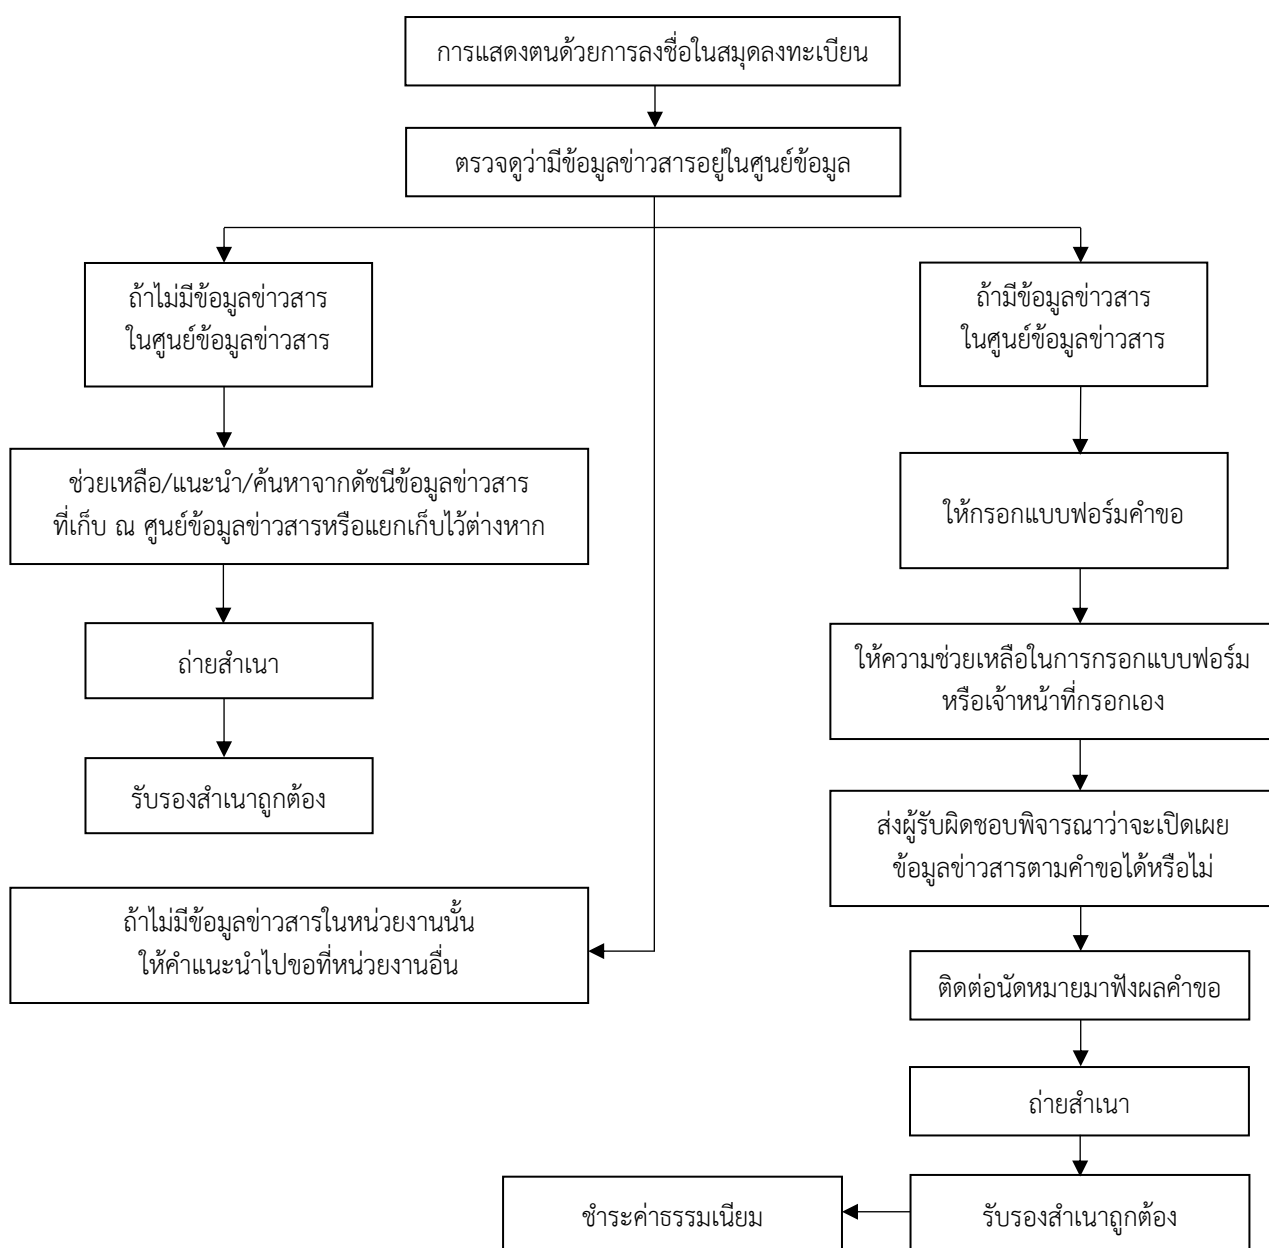 การแสดงตนด้วยการลงชื่อในสมุดลงทะเบียน
ตรวจดูว่ามีข้อมูลข่าวสารอยู่ในศูนย์ข้อมูล
ถ้าไม่มีข้อมูลข่าวสาร
ในศูนย์ข้อมูลข่าวสาร
ช่วยเหลือ/แนะนำ/ค้นหาจากดัชนีข้อมูลข่าวสาร
ที่เก็บ ณ ศูนย์ข้อมูลข่าวสารหรือแยกเก็บไว้ต่างหาก
ถ่ายสำเนา
รับรองสำเนาถูกต้อง
ถ้าไม่มีข้อมูลข่าวสารในหน่วยงานนั้น
ให้คำแนะนำไปขอที่หน่วยงานอื่น
ถ้ามีข้อมูลข่าวสาร
ในศูนย์ข้อมูลข่าวสาร
ให้กรอกแบบฟอร์มคำขอ
ให้ความช่วยเหลือในการกรอกแบบฟอร์ม
หรือเจ้าหน้าที่กรอกเอง
ส่งผู้รับผิดชอบพิจารณาว่าจะเปิดเผย
ข้อมูลข่าวสารตามคำขอได้หรือไม่
ติดต่อนัดหมายมาฟังผลคำขอ
ถ่ายสำเนา
รับรองสำเนาถูกต้อง
ชำระค่าธรรมเนียม